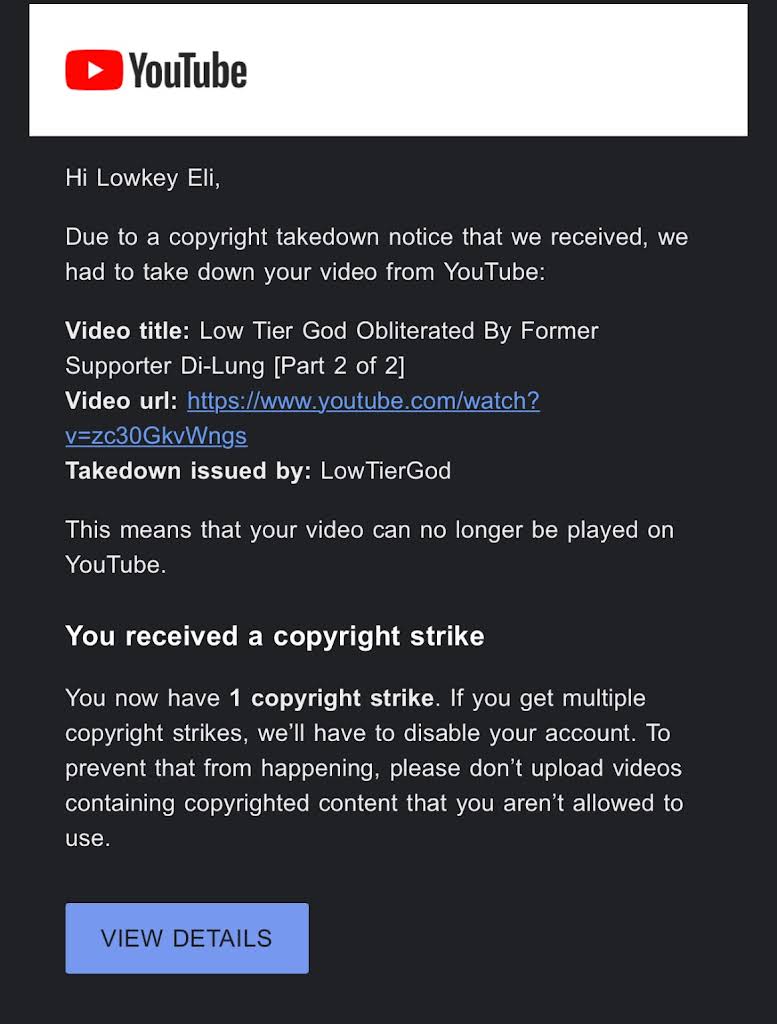 YouTube
Hi Lowkey Eli,
Due to a copyright takedown notice that we received, we
had to take down your video from YouTube:
Video title: Low Tier God Obliterated By Former
Supporter Di-Lung [Part 2 of 2]
Video url: https://www.youtube.com/watch?
v=zc30GkvWngs
Takedown issued by: LowTierGod
This means that your video can no longer be played on
YouTube.
You received a copyright strike
You now have 1 copyright strike. If you get multiple
copyright strikes, we’ll have to disable your account. To
prevent that from happening, please don’t upload videos
containing copyrighted content that you aren’t allowed to
use.
VIEW DETAILS